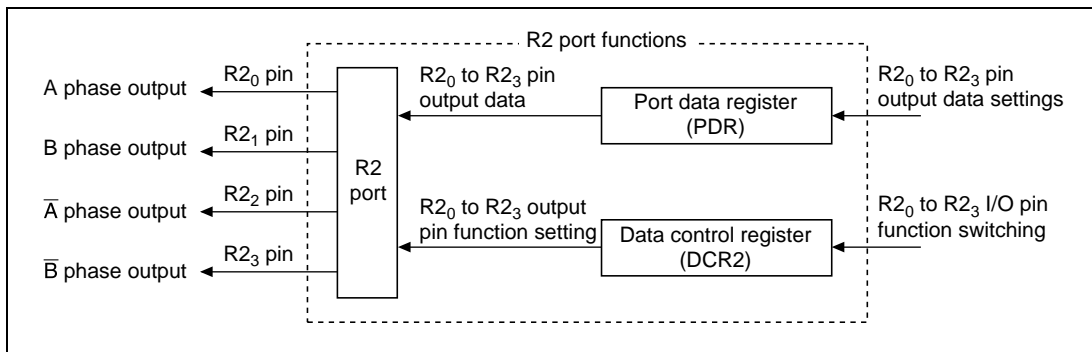 R2 port functions
A phase output
R2₀ pin
B phase output
R2₁ pin
A̅ phase output
R2₂ pin
B̅ phase output
R2₃ pin
R2
port
R2₀ to R2₃ pin
output data
Port data register
(PDR)
R2₀ to R2₃ pin
output data settings
R2₀ to R2₃ output
pin function setting
Data control register
(DCR2)
R2₀ to R2₃ I/O pin
function switching